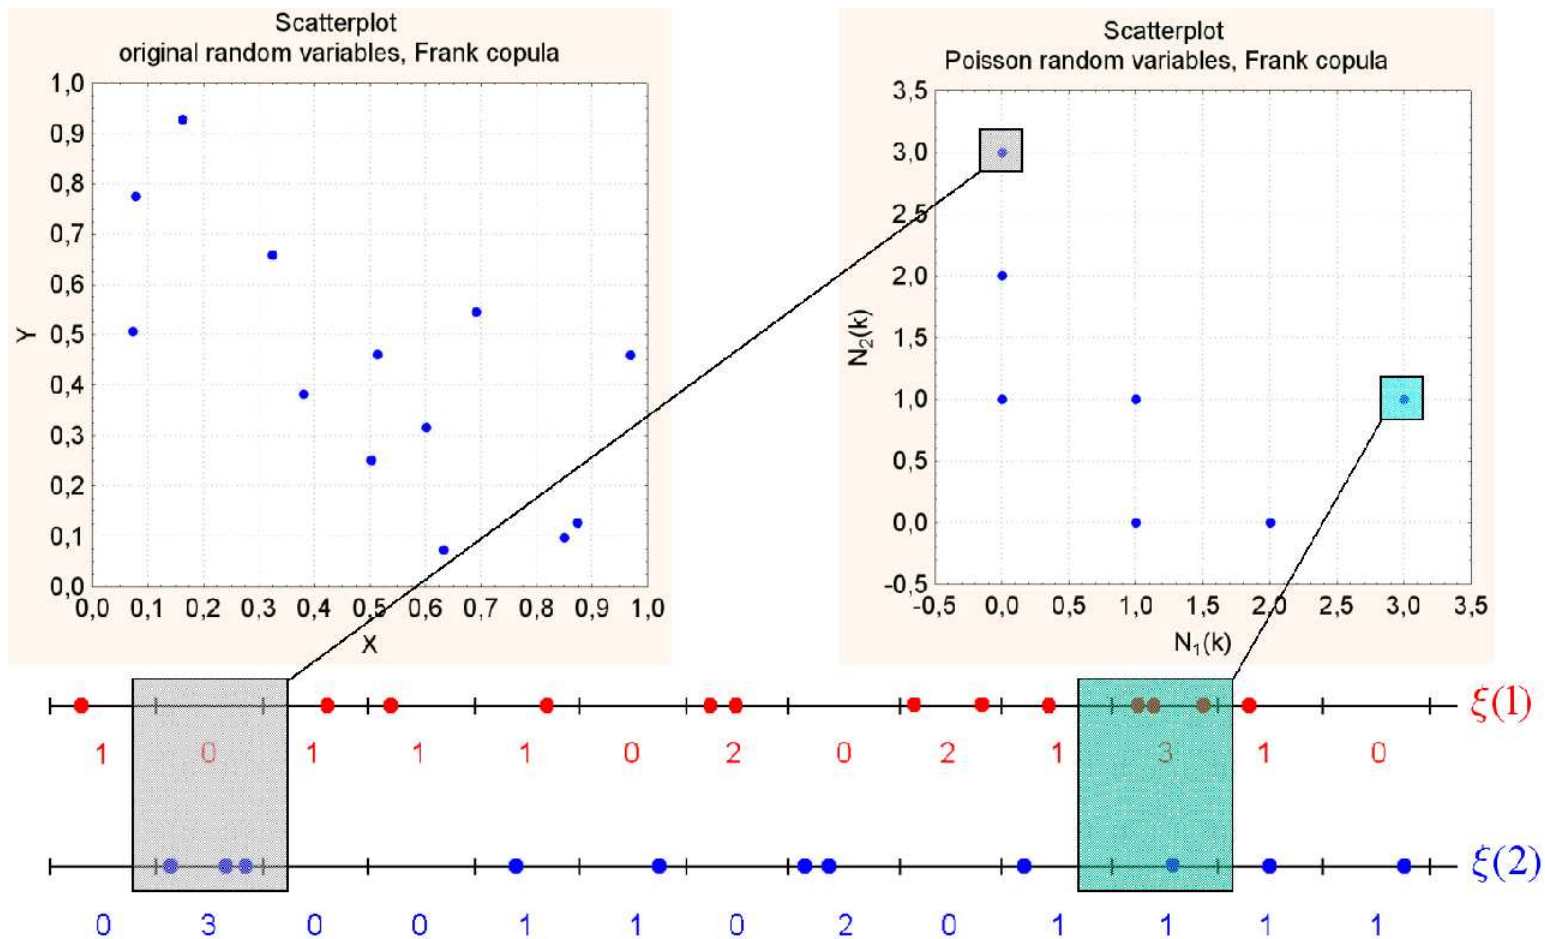 Scatterplot
original random variables, Frank copula
1,0
0,9
0,8
0,7
0,6
0,5
0,4
0,3
0,2
0,1
0,0
Y
0,0 0,1 0,2 0,3 0,4 0,5 0,6 0,7 0,8 0,9 1,0
X
Scatterplot
Poisson random variables, Frank copula
3,5
3,0
2,5
2,0
1,5
1,0
0,5
0,0
-0,5
N₂(k)
-0,5 0,0 0,5 1,0 1,5 2,0 2,5 3,0 3,5
N₁(k)
ξ(1)
1 0 1 1 1 0 2 0 2 1 3 1 0
ξ(2)
0 3 0 0 1 1 0 2 0 1 1 1 1